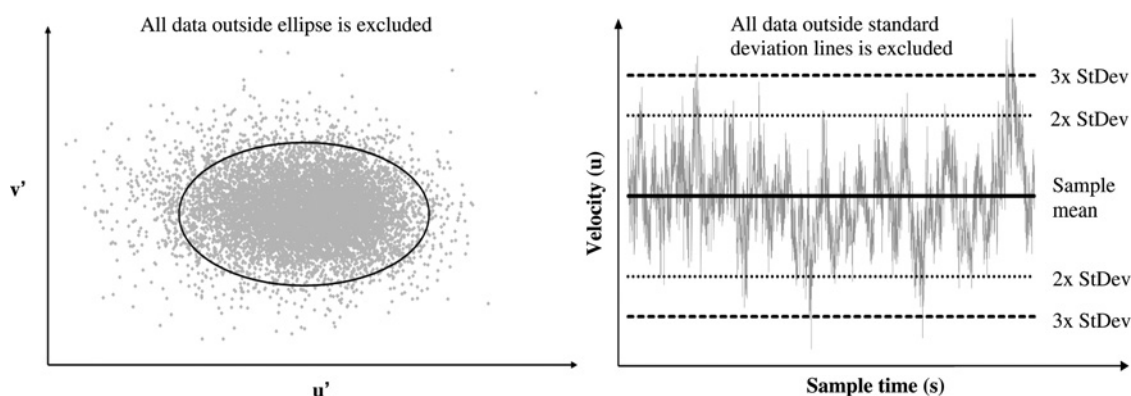 All data outside ellipse is excluded
v’
u’
All data outside standard
deviation lines is excluded
3x StDev
2x StDev
Sample
mean
2x StDev
3x StDev
Velocity (u)
Sample time (s)